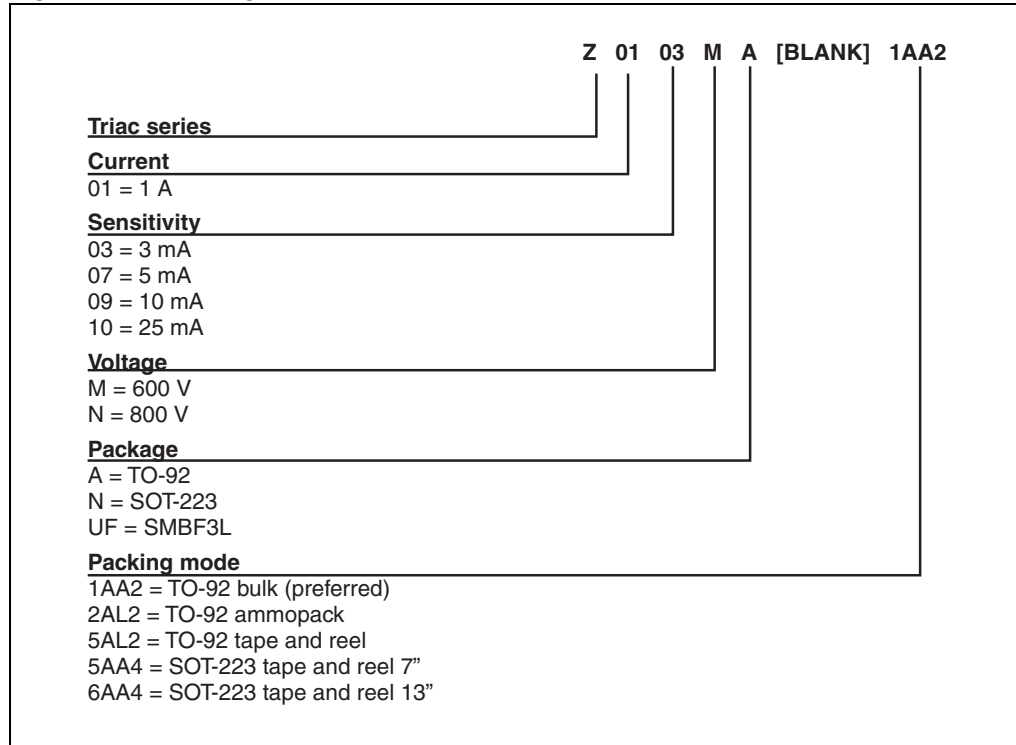 Z 01 03 M A [BLANK] 1AA2
Triac series
Current
01 = 1 A
Sensitivity
03 = 3 mA
07 = 5 mA
09 = 10 mA
10 = 25 mA
Voltage
M = 600 V
N = 800 V
Package
A = TO-92
N = SOT-223
UF = SMBF3L
Packing mode
1AA2 = TO-92 bulk (preferred)
2AL2 = TO-92 ammopack
5AL2 = TO-92 tape and reel
5AA4 = SOT-223 tape and reel 7”
6AA4 = SOT-223 tape and reel 13”